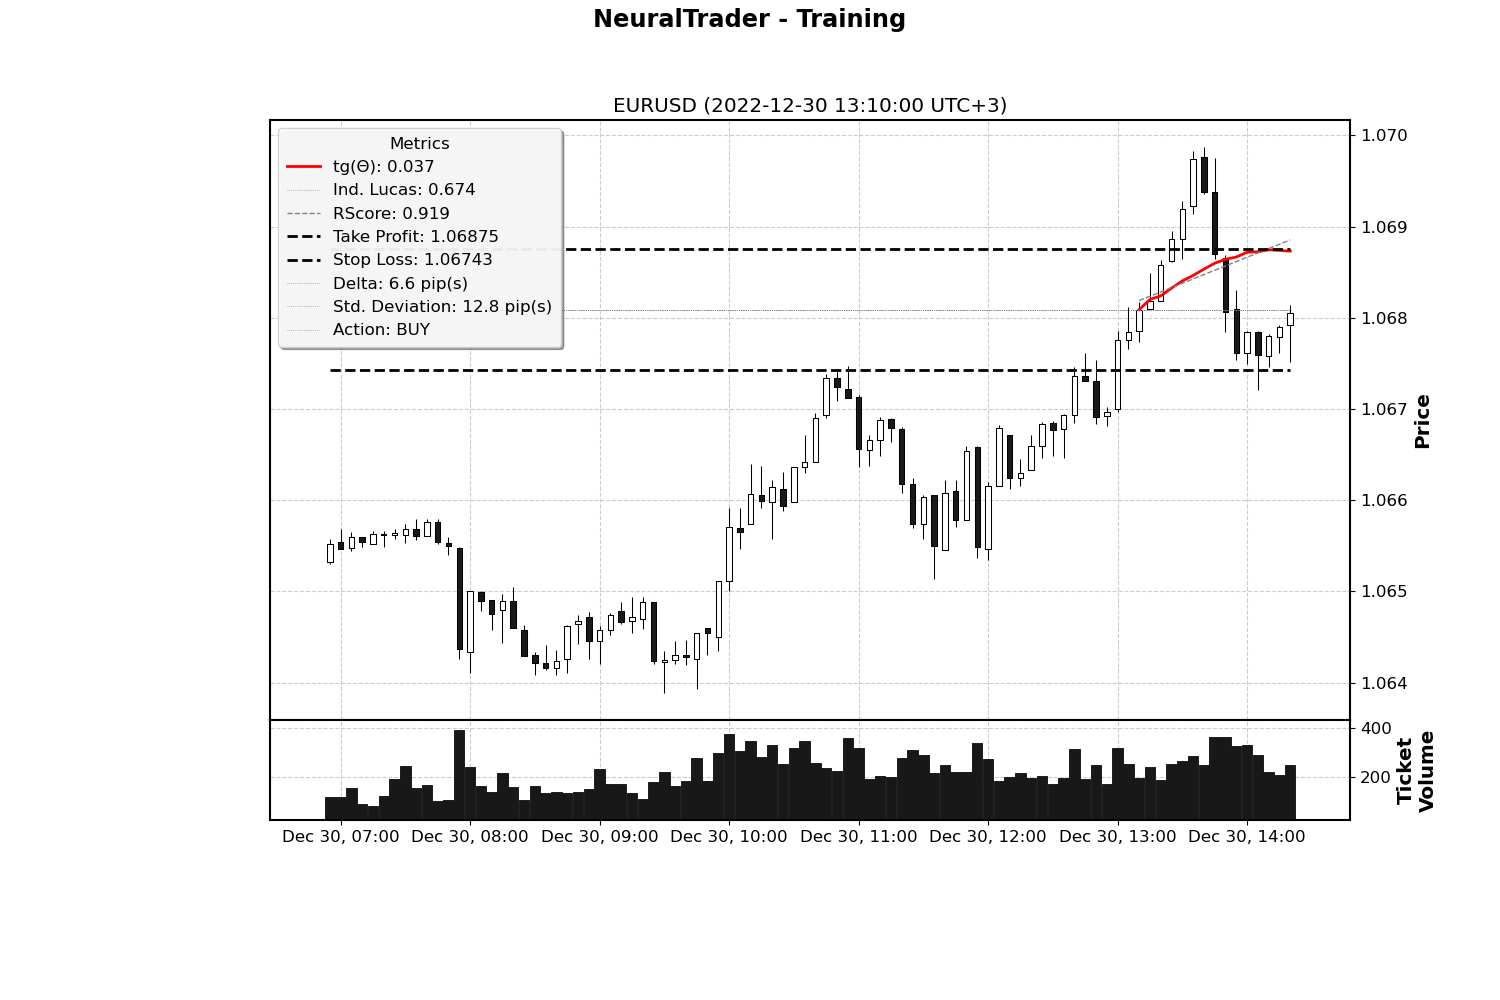 NeuralTrader - Training
EURUSD (2022-12-30 13:10:00 UTC+3)
Metrics
tg(Θ): 0.037
Ind. Lucas: 0.674
RScore: 0.919
Take Profit: 1.06875
Stop Loss: 1.06743
Delta: 6.6 pip(s)
Std. Deviation: 12.8 pip(s)
Action: BUY
1.070
1.069
1.068
1.067
1.066
1.065
1.064
Price
400
200
Ticket
Volume
Dec 30, 07:00
Dec 30, 08:00
Dec 30, 09:00
Dec 30, 10:00
Dec 30, 11:00
Dec 30, 12:00
Dec 30, 13:00
Dec 30, 14:00